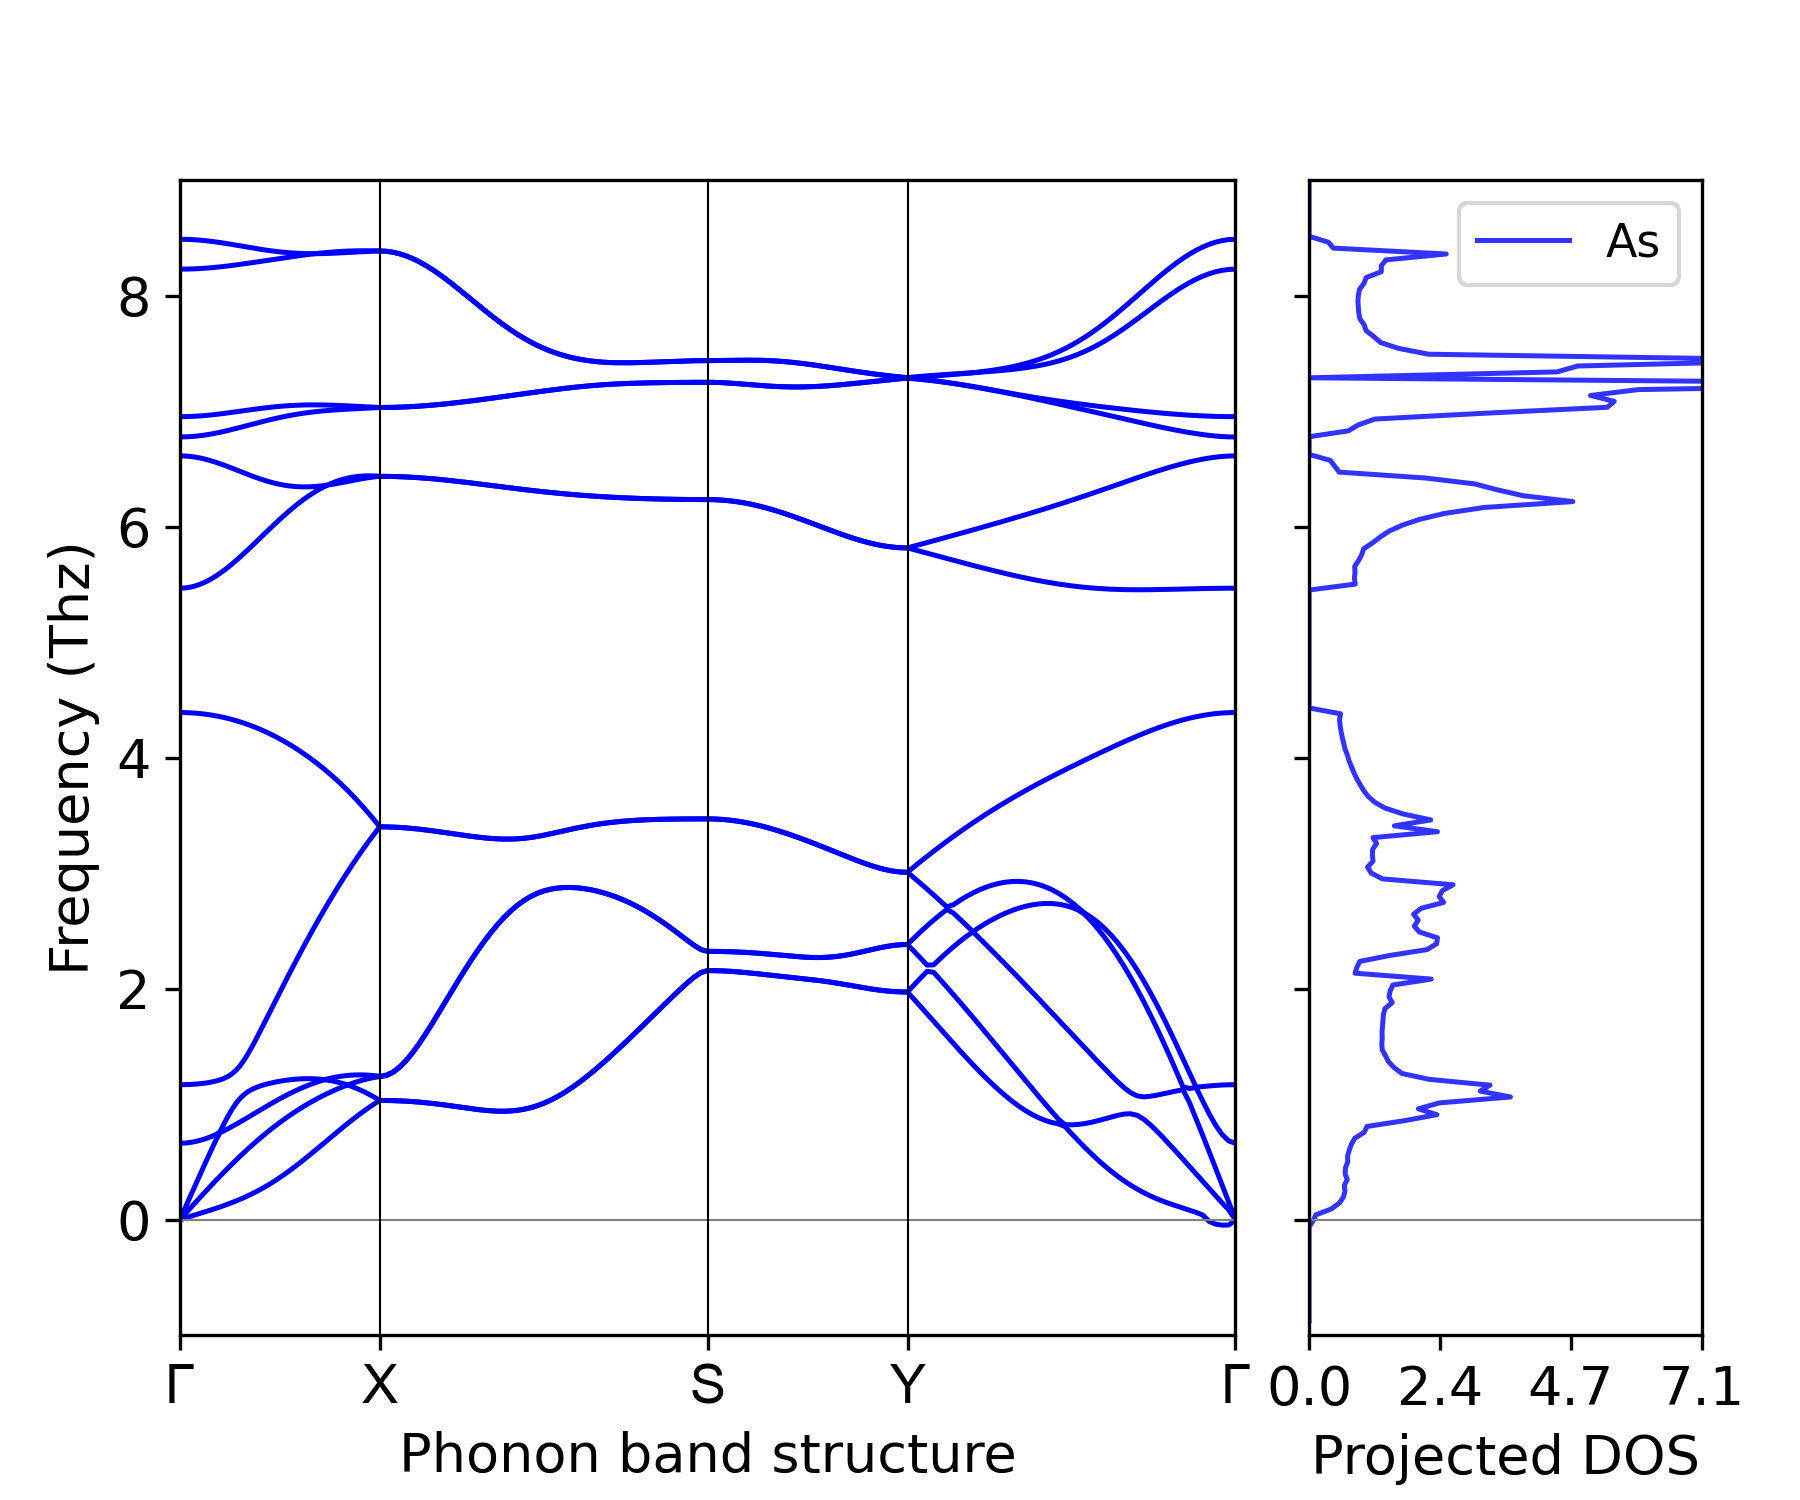 As
8
6
4
2
0
Frequency (Thz)
Γ X S Y Γ
0.0 2.4 4.7 7.1
Phonon band structure
Projected DOS